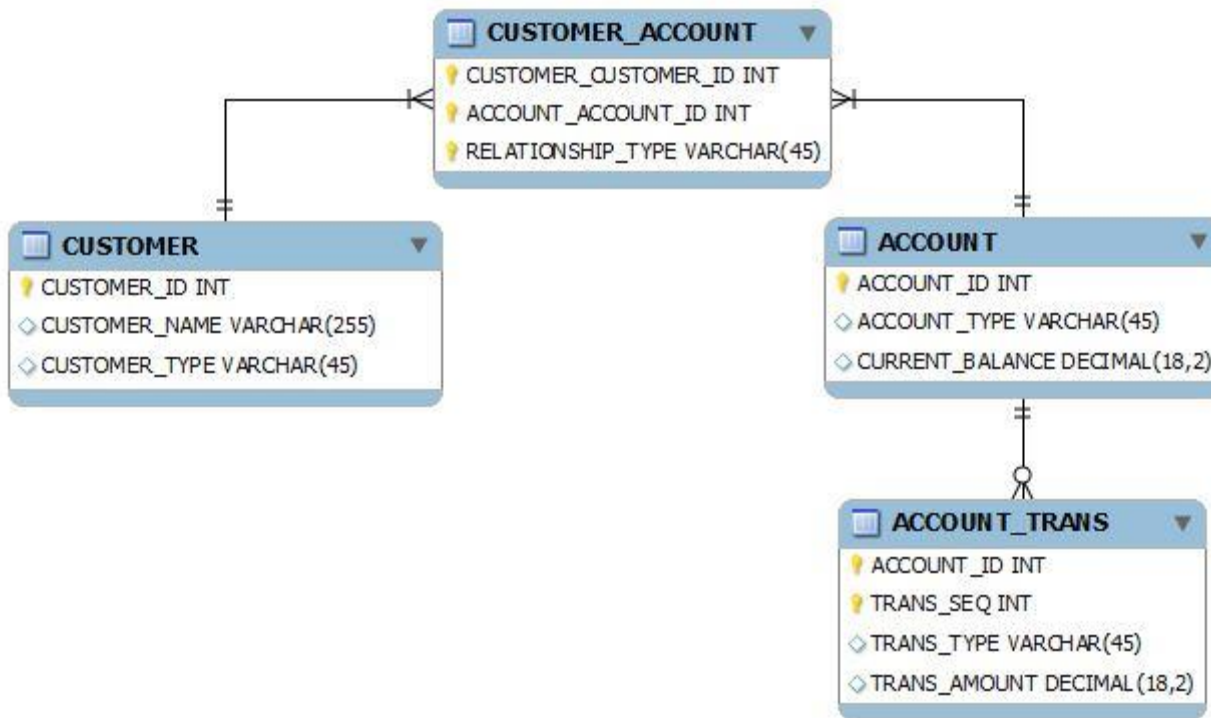 CUSTOMER_ACCOUNT
CUSTOMER_CUSTOMER_ID INT
ACCOUNT_ACCOUNT_ID INT
RELATIONSHIP_TYPE VARCHAR(45)
CUSTOMER
CUSTOMER_ID INT
CUSTOMER_NAME VARCHAR(255)
CUSTOMER_TYPE VARCHAR(45)
ACCOUNT
ACCOUNT_ID INT
ACCOUNT_TYPE VARCHAR(45)
CURRENT_BALANCE DECIMAL(18,2)
ACCOUNT_TRANS
ACCOUNT_ID INT
TRANS_SEQ INT
TRANS_TYPE VARCHAR(45)
TRANS_AMOUNT DECIMAL(18,2)